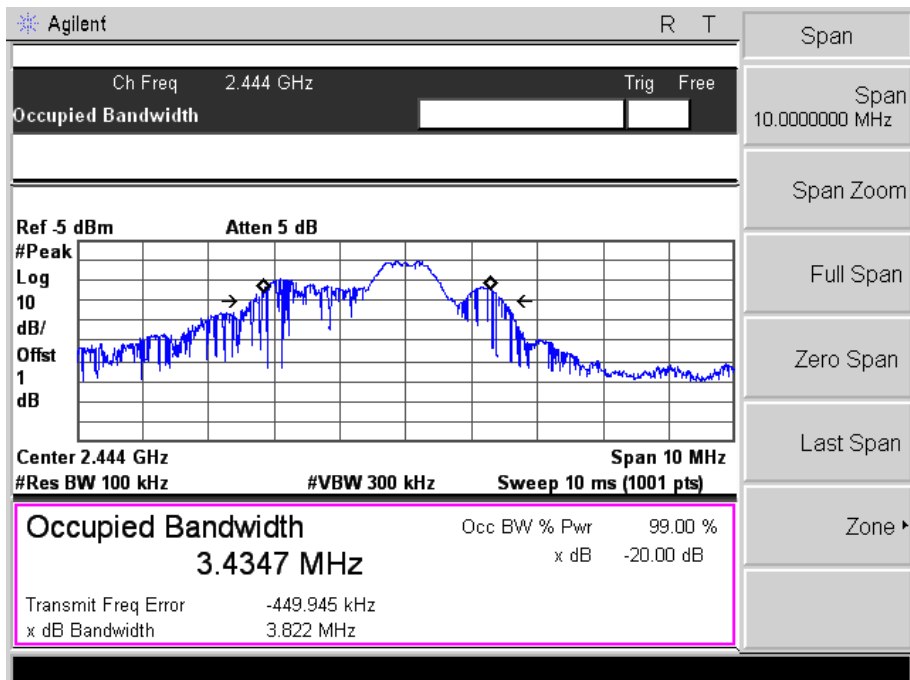 Agilent R T
Ch Freq 2.444 GHz Trig Free
Occupied Bandwidth
Ref -5 dBm Atten 5 dB
#Peak
Log
10
dB/
Offst
1
dB
Center 2.444 GHz Span 10 MHz
#Res BW 100 kHz #VBW 300 kHz Sweep 10 ms (1001 pts)
Occupied Bandwidth Occ BW % Pwr 99.00 %
3.4347 MHz x dB -20.00 dB
Transmit Freq Error -449.945 kHz
x dB Bandwidth 3.822 MHz
Span
Span
10.0000000 MHz
Span Zoom
Full Span
Zero Span
Last Span
Zone